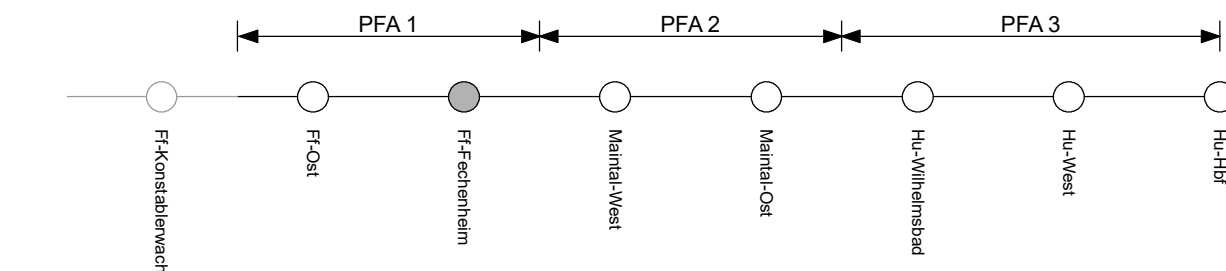 PFA 1
PFA 2
PFA 3
Ff-Konstablerwach
Ff-Ost
Ff-Fechenheim
Maintal-West
Maintal-Ost
Hu-Wilhelmsbad
Hu-West
Hu-Hbf